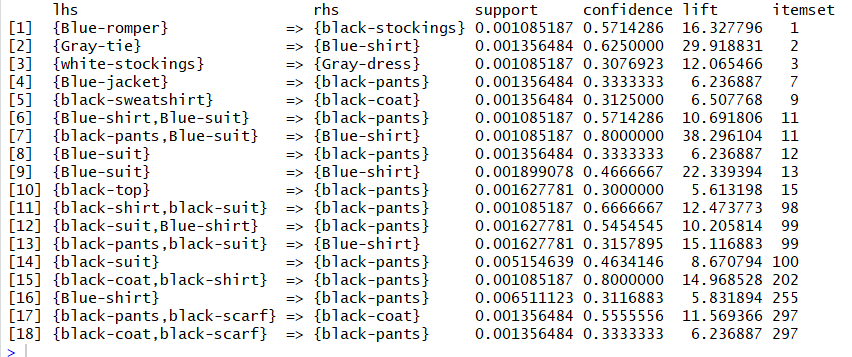 lhs rhs support confidence lift itemset
[1] {Blue-romper} => {black-stockings} 0.001085187 0.5714286 16.327796 1
[2] {Gray-tie} => {Blue-shirt} 0.001356484 0.6250000 29.918831 2
[3] {white-stockings} => {Gray-dress} 0.001085187 0.3076923 12.065466 3
[4] {Blue-jacket} => {black-pants} 0.001356484 0.3333333 6.236887 7
[5] {black-sweatshirt} => {black-coat} 0.001356484 0.3125000 6.507768 9
[6] {Blue-shirt,Blue-suit} => {black-pants} 0.001085187 0.5714286 10.691806 11
[7] {black-pants,Blue-suit} => {Blue-shirt} 0.001085187 0.8000000 38.296104 11
[8] {Blue-suit} => {black-pants} 0.001356484 0.3333333 6.236887 12
[9] {Blue-suit} => {Blue-shirt} 0.001899078 0.4666667 22.339394 13
[10] {black-top} => {black-pants} 0.001627781 0.3000000 5.613198 15
[11] {black-shirt,black-suit} => {black-pants} 0.001085187 0.6666667 12.473773 98
[12] {black-suit,Blue-shirt} => {black-pants} 0.001627781 0.5454545 10.205814 99
[13] {black-pants,black-suit} => {Blue-shirt} 0.001627781 0.3157895 15.116883 99
[14] {black-suit} => {black-pants} 0.005154639 0.4634146 8.670794 100
[15] {black-coat,black-shirt} => {black-pants} 0.001085187 0.8000000 14.968528 202
[16] {Blue-shirt} => {black-pants} 0.006511123 0.3116883 5.831894 255
[17] {black-pants,black-scarf} => {black-coat} 0.001356484 0.5555556 11.569366 297
[18] {black-coat,black-scarf} => {black-pants} 0.001356484 0.3333333 6.236887 297
>